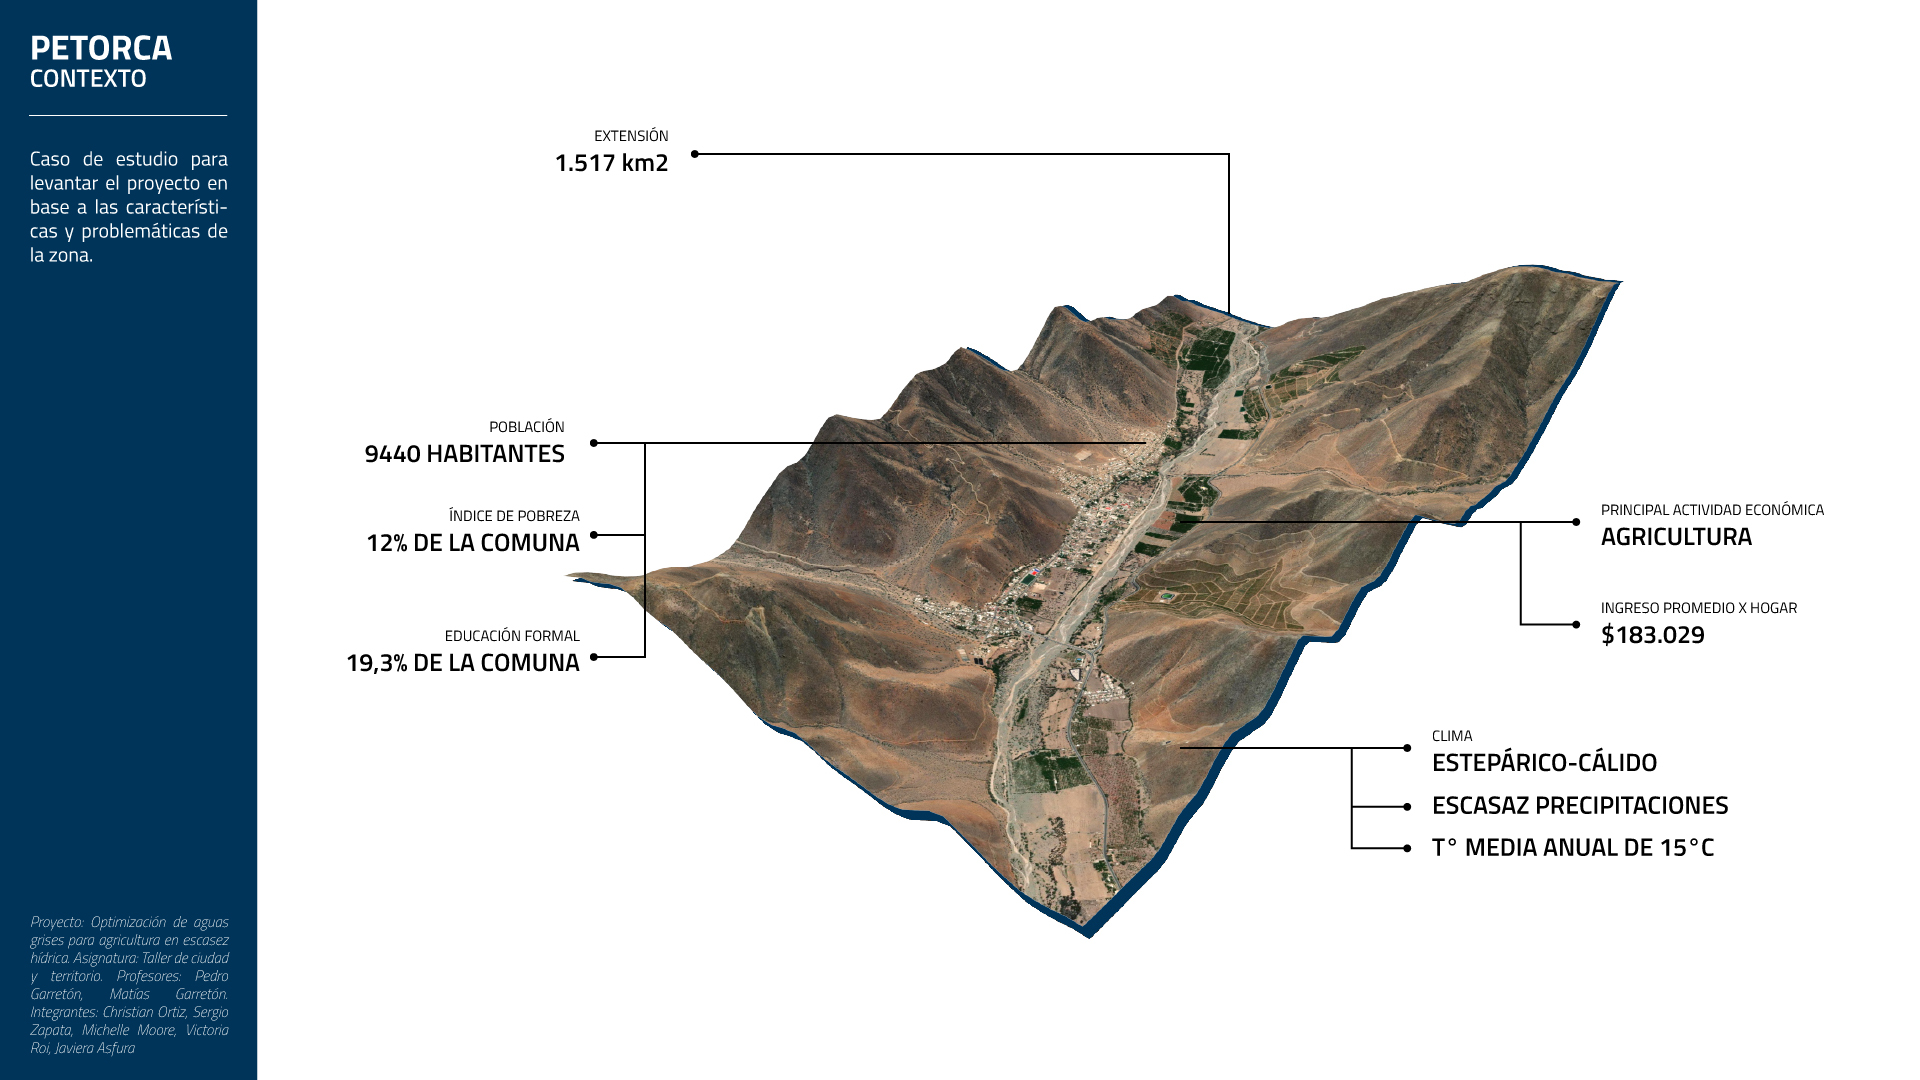 PETORCA
CONTEXTO
Caso de estudio para
levantar el proyecto en
base a las característi-
cas y problemáticas de
la zona.
EXTENSIÓN
1.517 km2
POBLACIÓN
9440 HABITANTES
ÍNDICE DE POBREZA
12% DE LA COMUNA
EDUCACIÓN FORMAL
19,3% DE LA COMUNA
PRINCIPAL ACTIVIDAD ECONÓMICA
AGRICULTURA
INGRESO PROMEDIO X HOGAR
$183.029
CLIMA
ESTEPÁRICO-CÁLIDO
ESCASAZ PRECIPITACIONES
T° MEDIA ANUAL DE 15°C
Proyecto: Optimización de aguas
grises para agricultura en escasez
hídrica. Asignatura: Taller de ciudad
y territorio. Profesores: Pedro
Garretón, Matías Garretón.
Integrantes: Christian Ortiz, Sergio
Zapata, Michelle Moore, Victoria
Roi, Javiera Asfura